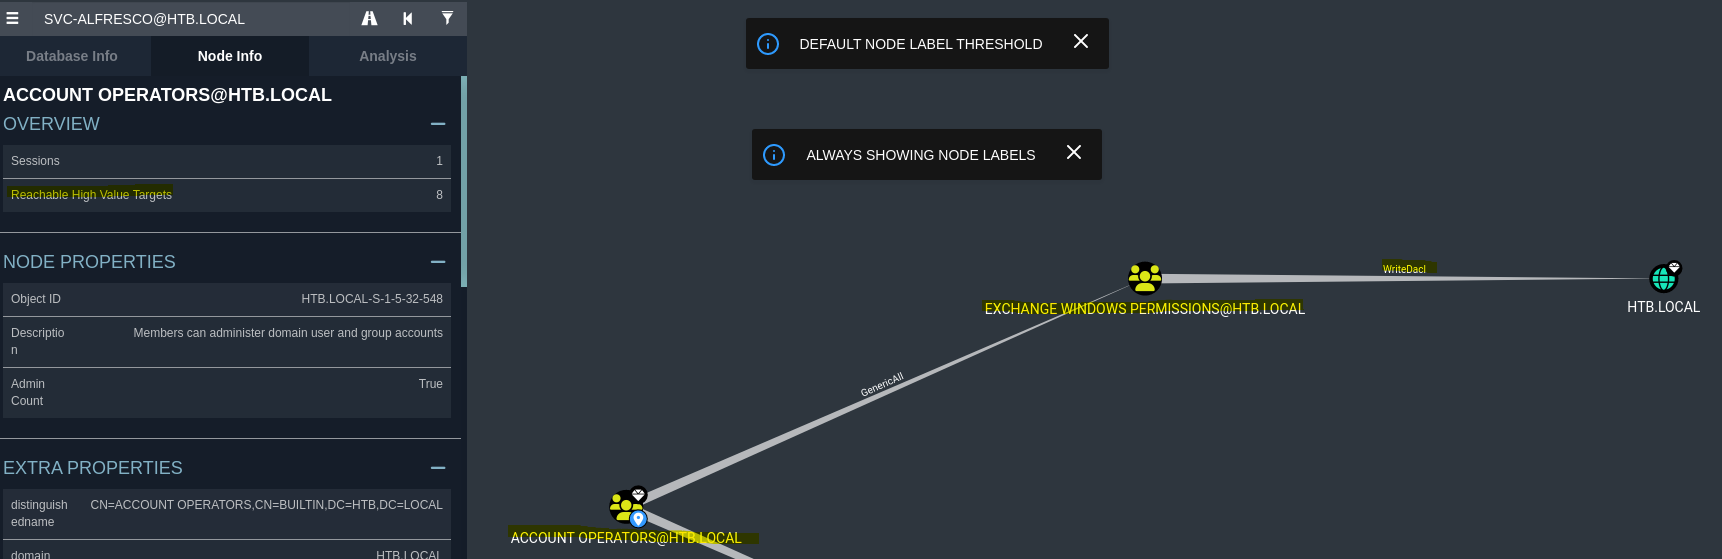 SVC-ALFRESCO@HTB.LOCAL
Database Info
Node Info
Analysis
ACCOUNT OPERATORS@HTB.LOCAL
OVERVIEW
Sessions 1
Reachable High Value Targets 8
NODE PROPERTIES
Object ID HTB.LOCAL-S-1-5-32-548
Descriptio Members can administer domain user and group accounts
n
Admin True
Count
EXTRA PROPERTIES
distinguish CN=ACCOUNT OPERATORS,CN=BUILTIN,DC=HTB,DC=LOCAL
edname
domain HTB.LOCAL
DEFAULT NODE LABEL THRESHOLD
ALWAYS SHOWING NODE LABELS
WriteDacl
EXCHANGE WINDOWS PERMISSIONS@HTB.LOCAL
HTB.LOCAL
GenericAll
ACCOUNT OPERATORS@HTB.LOCAL